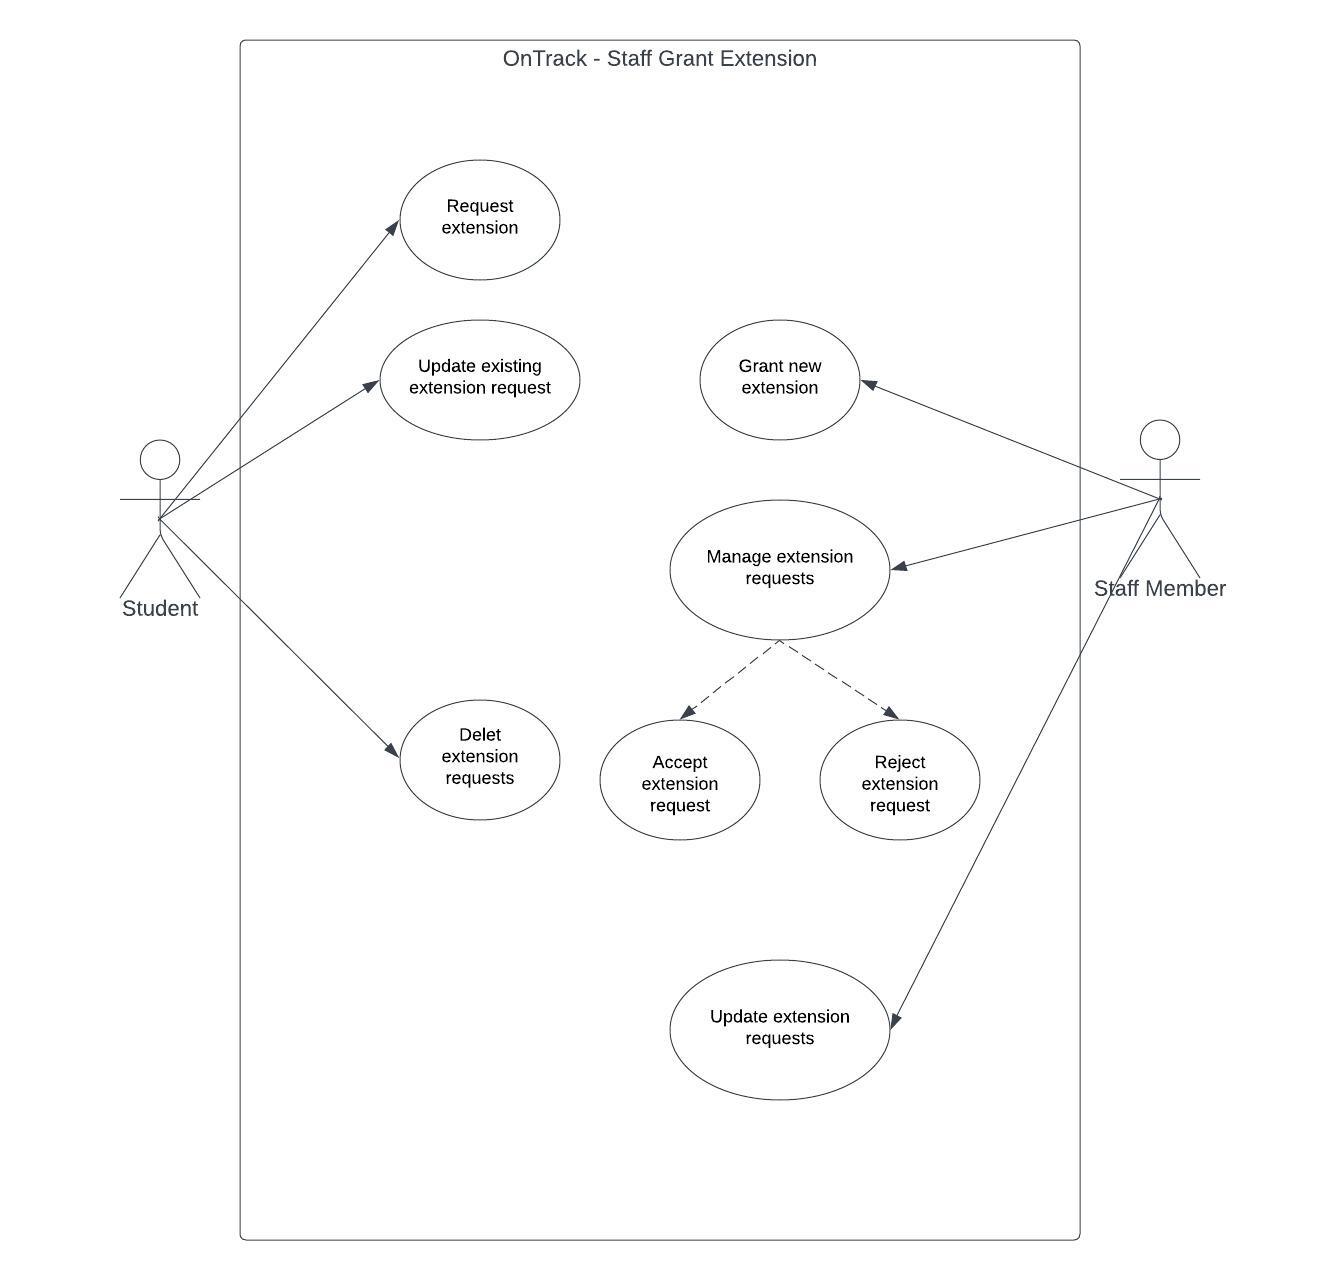 OnTrack - Staff Grant Extension
Request
extension
Update existing
extension request
Grant new
extension
Manage extension
requests
Student
Staff Member
Delet
extension
requests
Accept
extension
request
Reject
extension
request
Update extension
requests